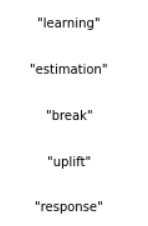 "learning"
"estimation"
"break"
"uplift"
"response"